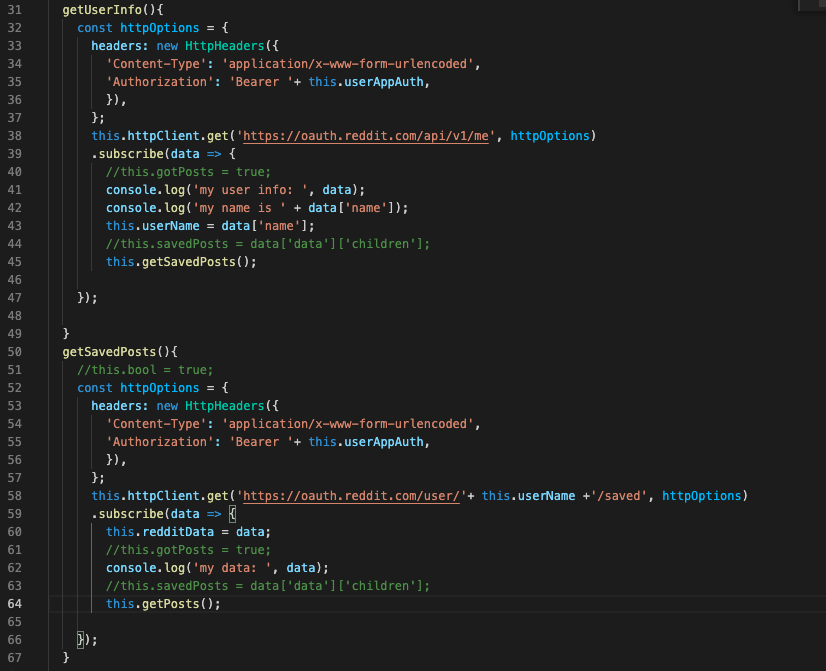 31 getUserInfo(){
32 const httpOptions = {
33 headers: new HttpHeaders({
34 'Content-Type': 'application/x-www-form-urlencoded',
35 'Authorization': 'Bearer '+ this.userAppAuth,
36 }),
37 };
38 this.httpClient.get('https://oauth.reddit.com/api/v1/me', httpOptions)
39 .subscribe(data => {
40 //this.gotPosts = true;
41 console.log('my user info: ', data);
42 console.log('my name is ' + data['name']);
43 this.userName = data['name'];
44 //this.savedPosts = data['data']['children'];
45 this.getSavedPosts();
46
47 });
48
49 }
50 getSavedPosts(){
51 //this.bool = true;
52 const httpOptions = {
53 headers: new HttpHeaders({
54 'Content-Type': 'application/x-www-form-urlencoded',
55 'Authorization': 'Bearer '+ this.userAppAuth,
56 }),
57 };
58 this.httpClient.get('https://oauth.reddit.com/user/'+ this.userName +'/saved', httpOptions)
59 .subscribe(data => {
60 this.redditData = data;
61 //this.gotPosts = true;
62 console.log('my data: ', data);
63 //this.savedPosts = data['data']['children'];
64 this.getPosts();
65
66 });
67 }